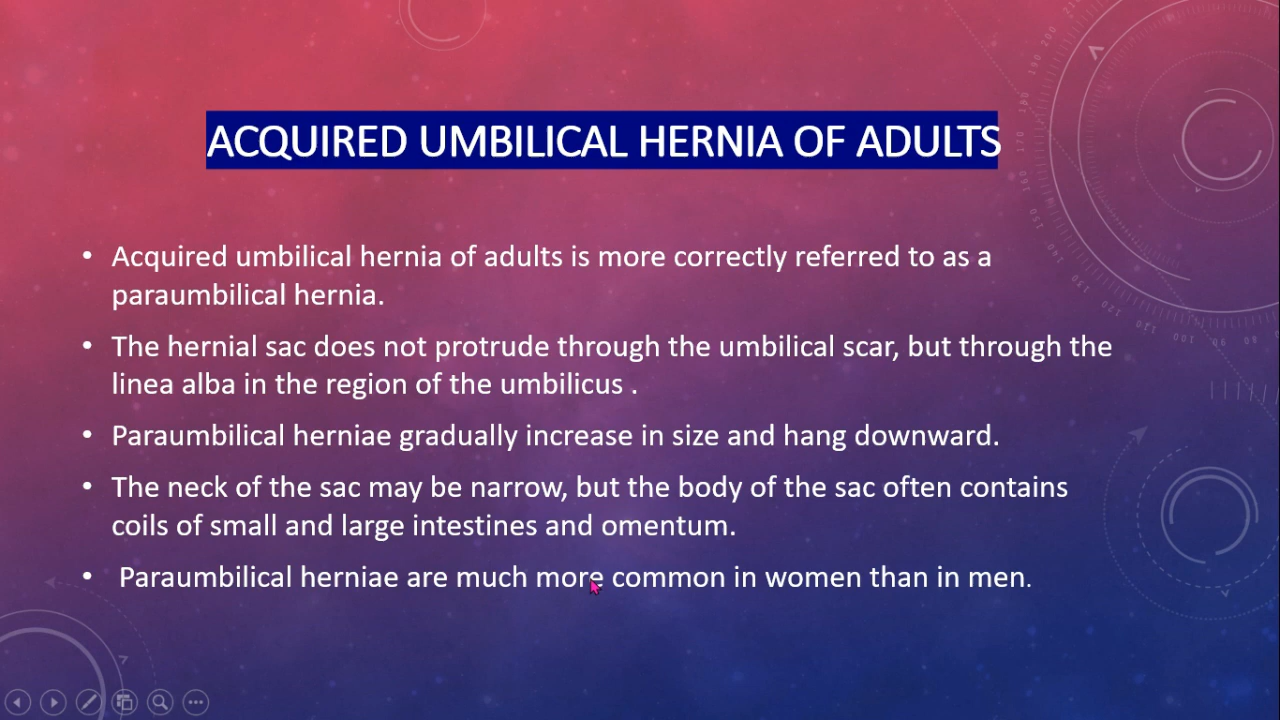 ACQUIRED UMBILICAL HERNIA OF ADULTS
• Acquired umbilical hernia of adults is more correctly referred to as a
paraumbilical hernia.
• The hernial sac does not protrude through the umbilical scar, but through the
linea alba in the region of the umbilicus .
• Paraumbilical herniae gradually increase in size and hang downward.
• The neck of the sac may be narrow, but the body of the sac often contains
coils of small and large intestines and omentum.
• Paraumbilical herniae are much more common in women than in men.